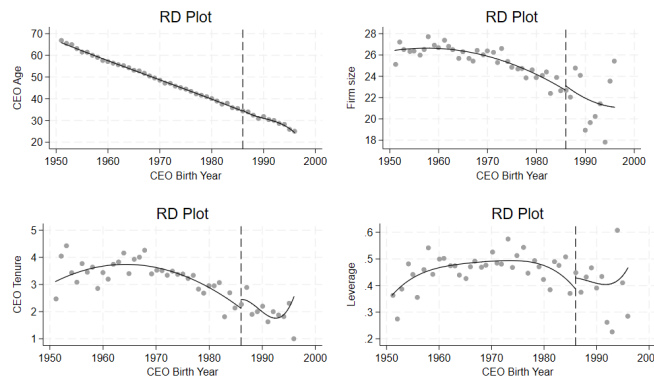 RD Plot
CEO Age
70
60
50
40
30
20
1950 1960 1970 1980 1990 2000
CEO Birth Year
RD Plot
Firm size
28
26
24
22
20
18
1950 1960 1970 1980 1990 2000
CEO Birth Year
RD Plot
CEO Tenure
5
4
3
2
1
1950 1960 1970 1980 1990 2000
CEO Birth Year
RD Plot
Leverage
.6
.5
.4
.3
.2
1950 1960 1970 1980 1990 2000
CEO Birth Year